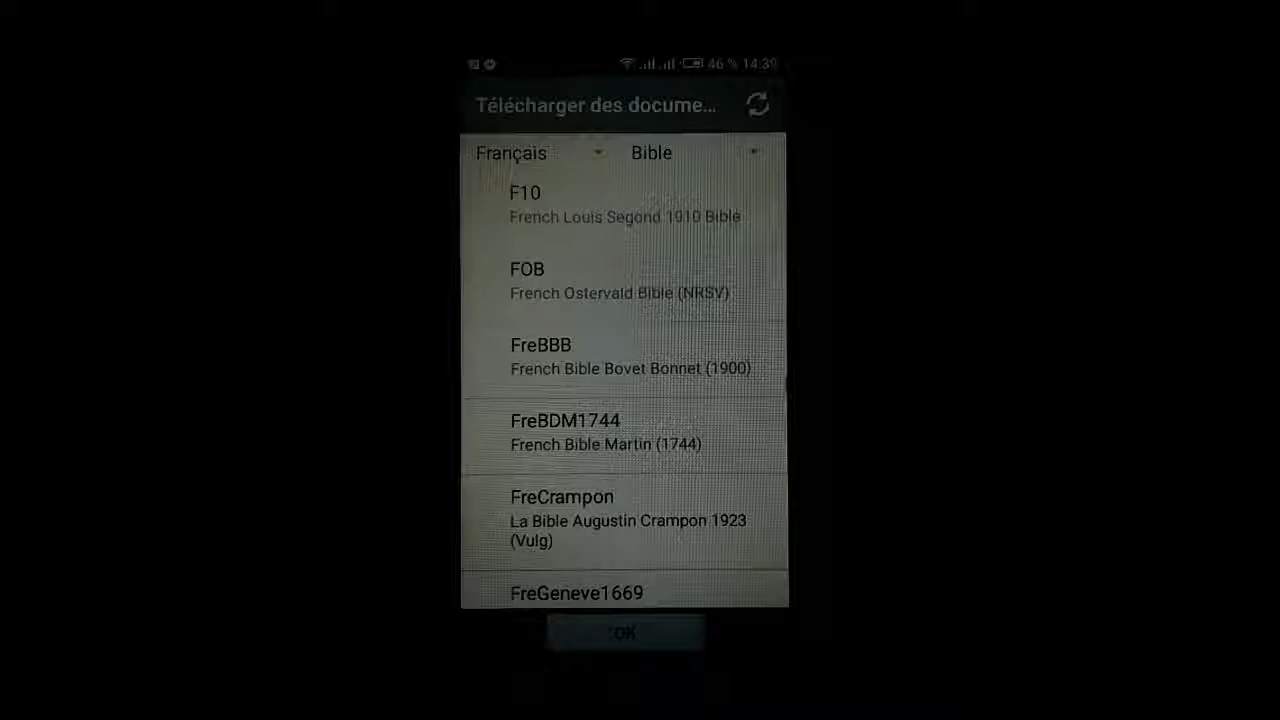 46 % 14:39
Télécharger des docume...
Français Bible
F10
French Louis Segond 1910 Bible
FOB
French Ostervald Bible (NRSV)
FreBBB
French Bible Bovet Bonnet (1900)
FreBDM1744
French Bible Martin (1744)
FreCrampon
La Bible Augustin Crampon 1923
(Vulg)
FreGeneve1669
OK